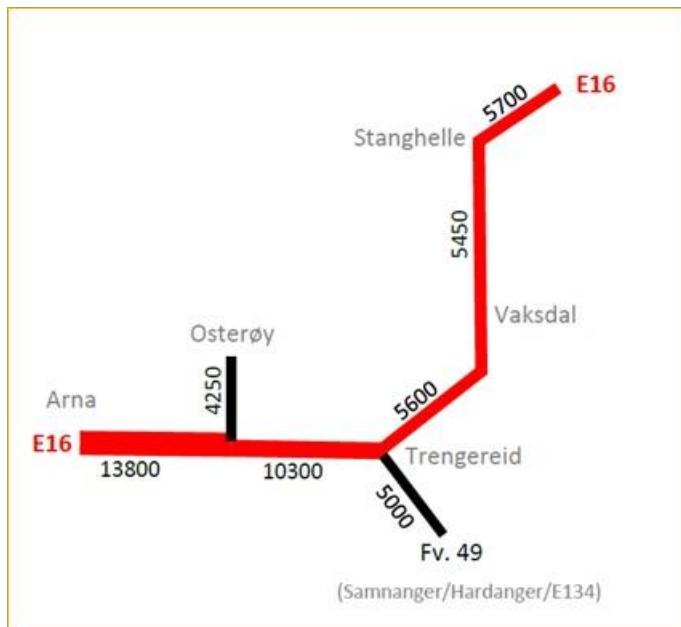 E16
5700
Stanghelle
5450
Vaksdal
Osterøy
4250
5600
Arna
E16
Trengereid
13800
10300
5000
Fv. 49
(Samnanger/Hardanger/E134)